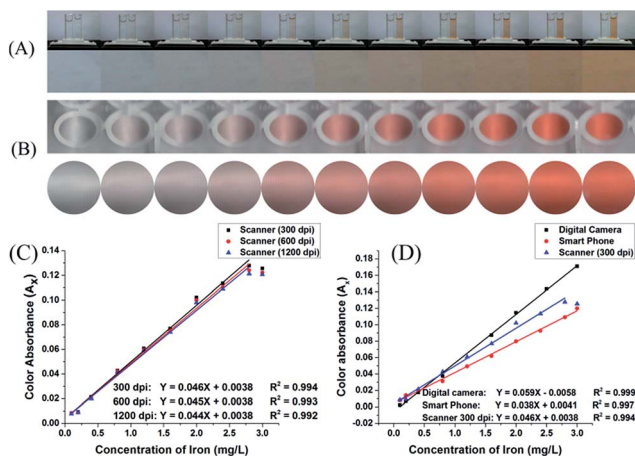 (A)
(B)
(C)
Scanner (300 dpi)
Scanner (600 dpi)
Scanner (1200 dpi)
0.14
0.12
0.10
0.08
0.06
0.04
0.02
0.00
Color Absorbance (Aₓ)
300 dpi: Y = 0.046X + 0.0038 R² = 0.994
600 dpi: Y = 0.045X + 0.0038 R² = 0.993
1200 dpi: Y = 0.044X + 0.0038 R² = 0.992
0.0 0.5 1.0 1.5 2.0 2.5 3.0
Concentration of Iron (mg/L)
(D)
Digital Camera
Smart Phone
Scanner (300 dpi)
0.18
0.16
0.14
0.12
0.10
0.08
0.06
0.04
0.02
0.00
-0.02
Color Absorbance (Aₓ)
Digital camera: Y = 0.059X - 0.0058 R² = 0.999
Smart Phone: Y = 0.038X + 0.0041 R² = 0.997
Scanner 300 dpi: Y = 0.046X + 0.0038 R² = 0.994
0.0 0.5 1.0 1.5 2.0 2.5 3.0
Concentration of Iron (mg/L)